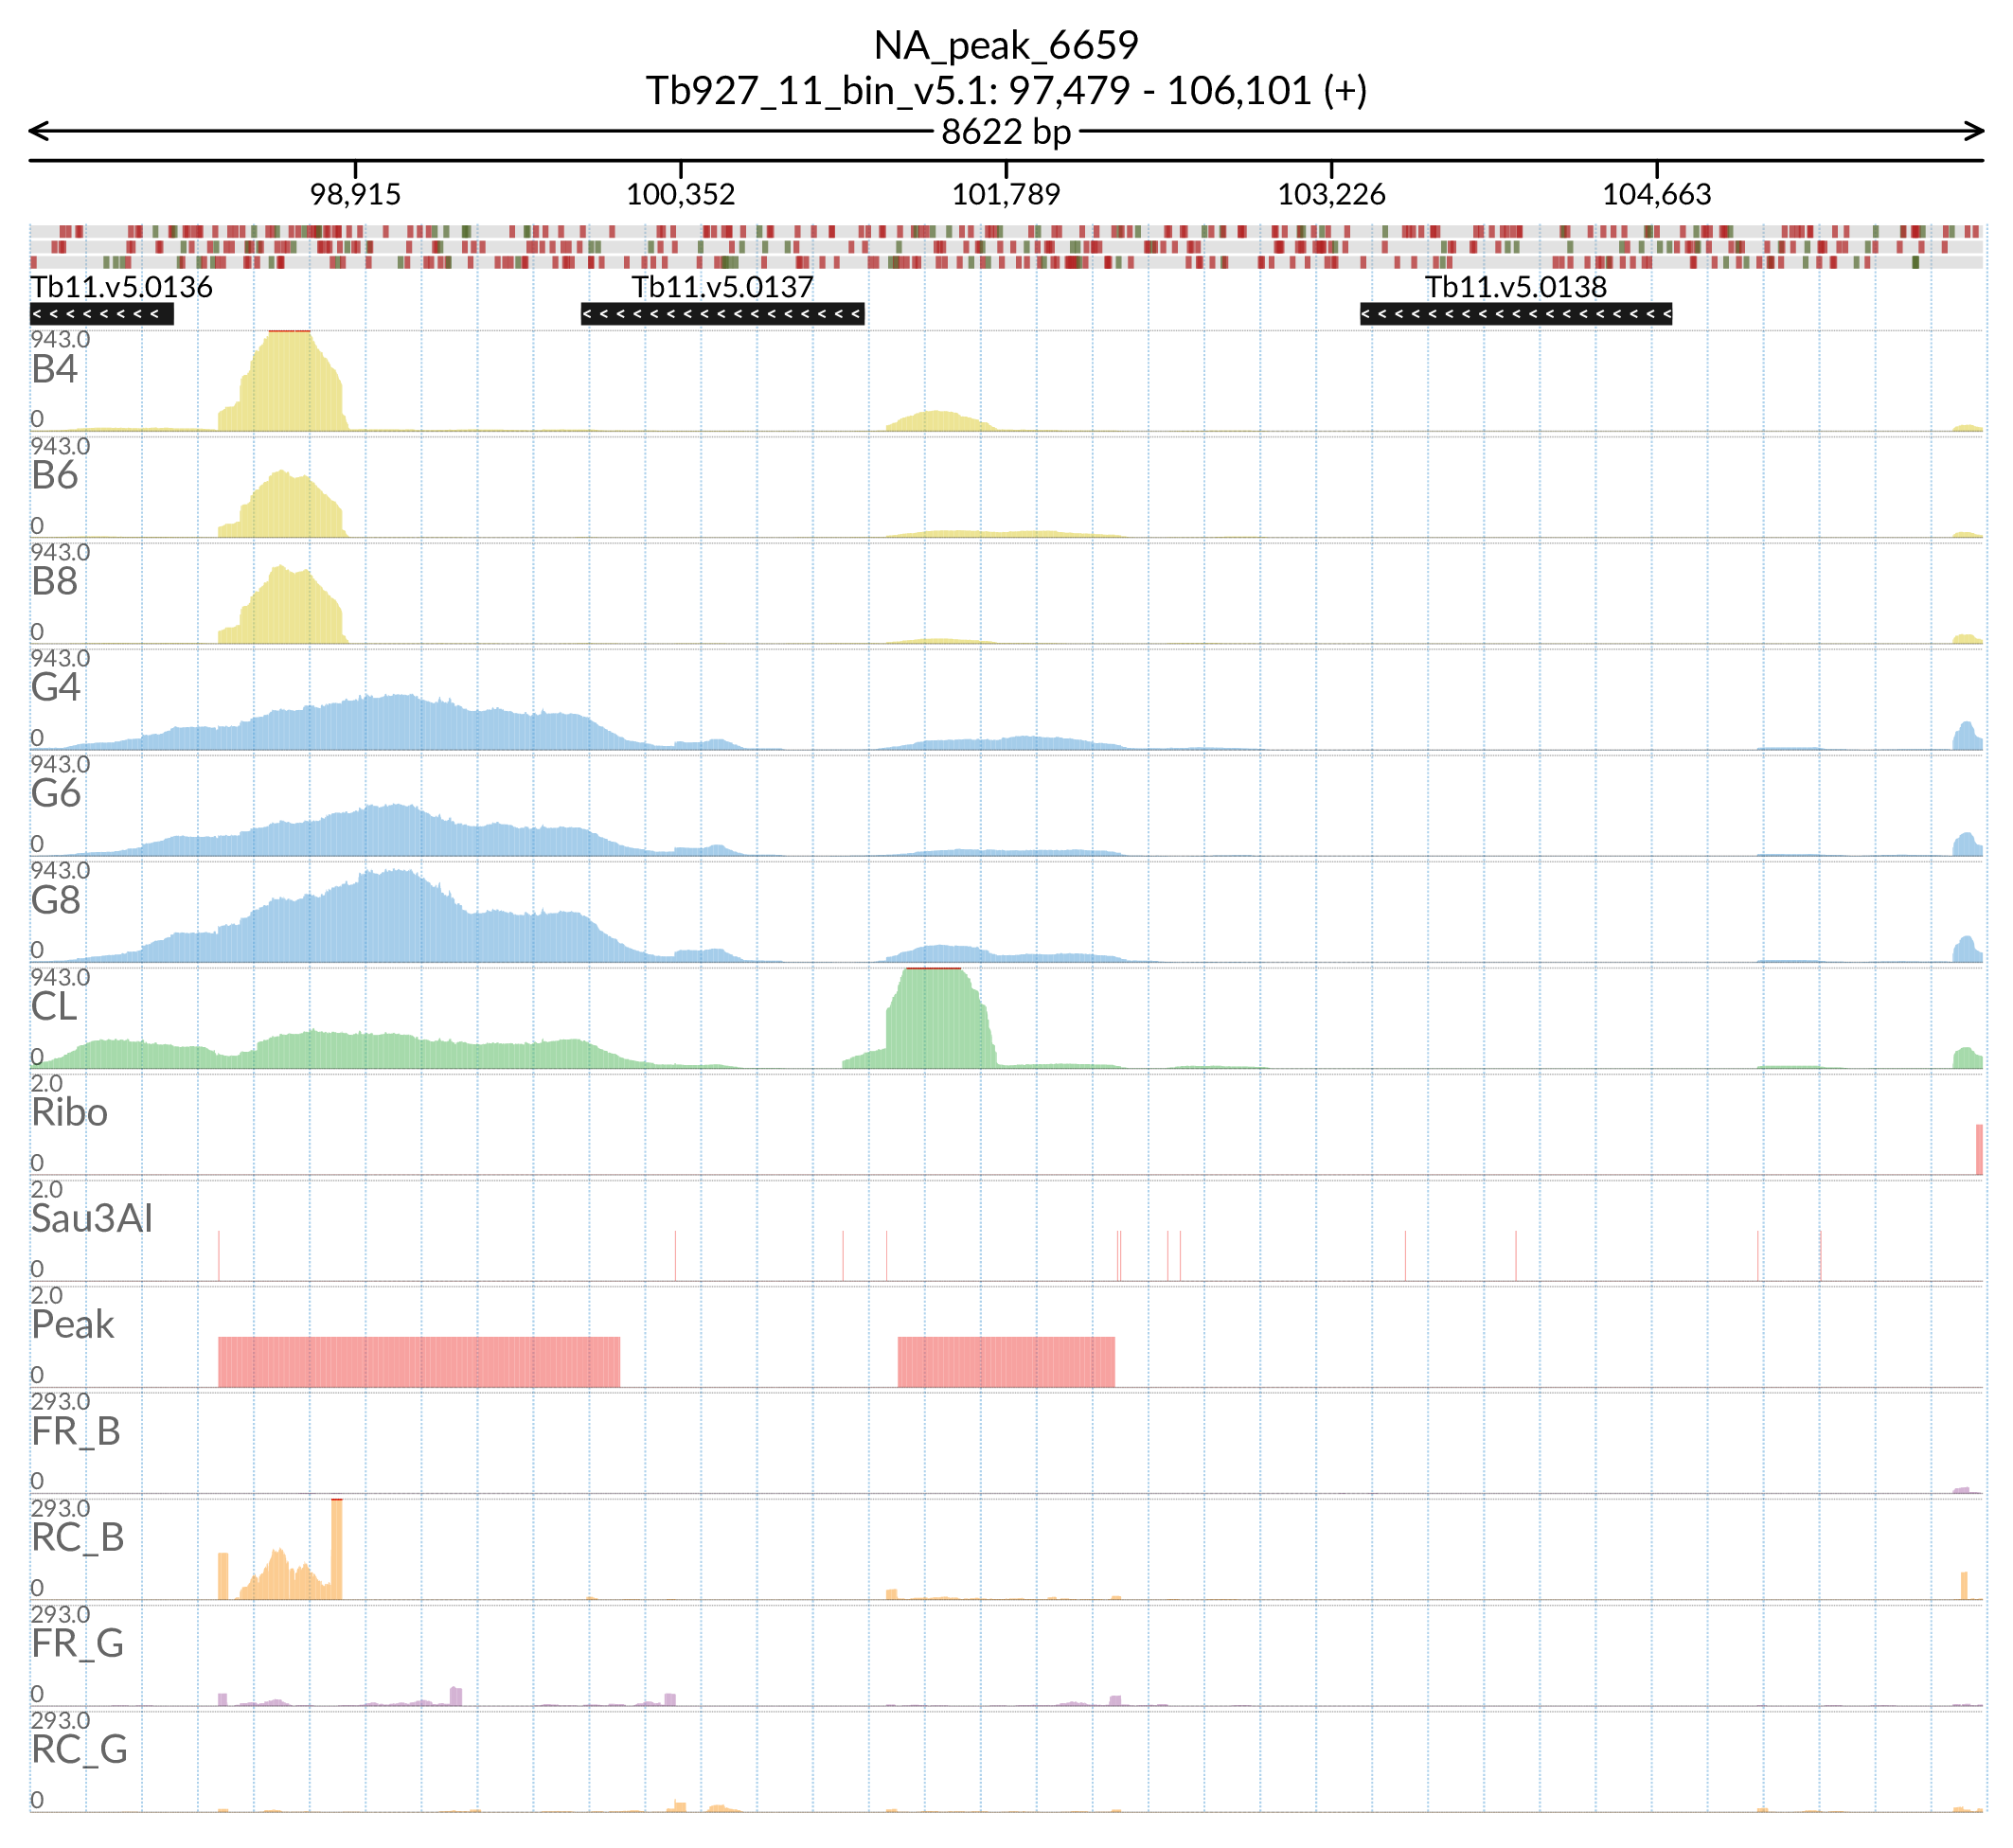 NA_peak_6659
Tb927_11_bin_v5.1: 97,479 - 106,101 (+)
8622 bp
98,915 100,352 101,789 103,226 104,663
Tb11.v5.0136 Tb11.v5.0137 Tb11.v5.0138
943.0
B4
0
943.0
B6
0
943.0
B8
0
943.0
G4
0
943.0
G6
0
943.0
G8
0
943.0
CL
0
2.0
Ribo
0
2.0
Sau3AI
0
2.0
Peak
0
293.0
FR_B
0
293.0
RC_B
0
293.0
FR_G
0
293.0
RC_G
0